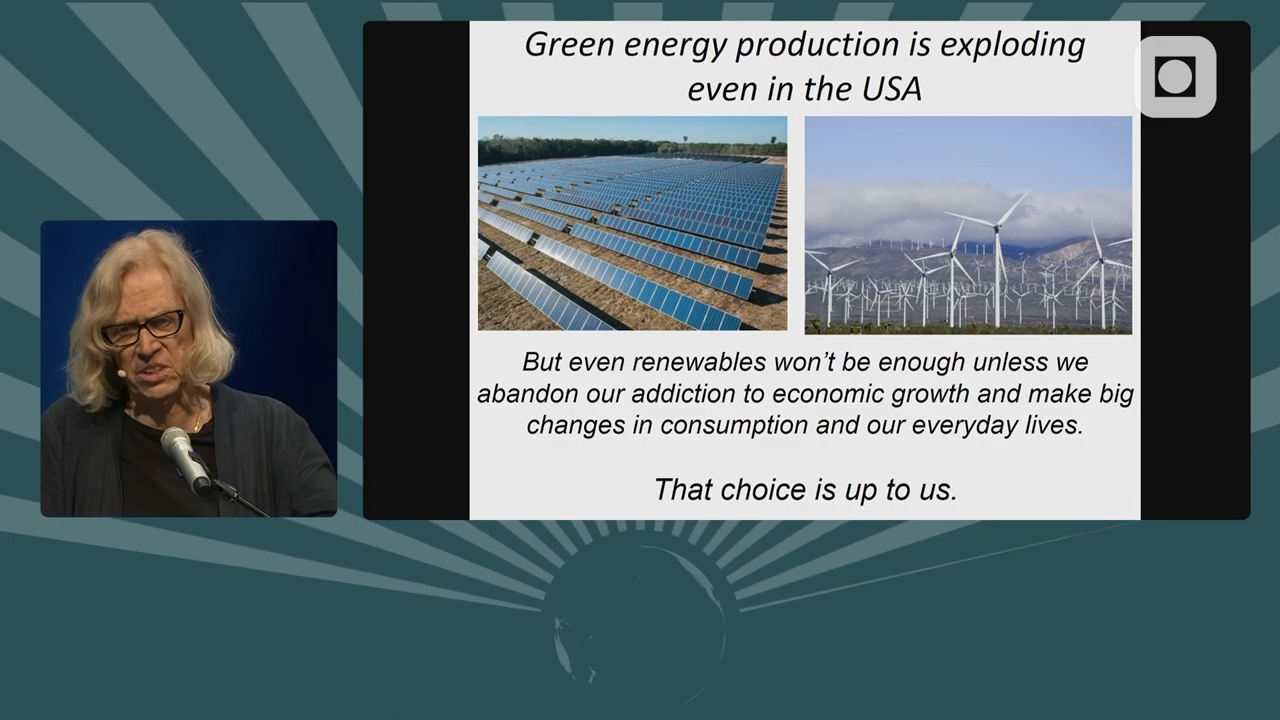 Green energy production is exploding
even in the USA
But even renewables won't be enough unless we
abandon our addiction to economic growth and make big
changes in consumption and our everyday lives.
That choice is up to us.